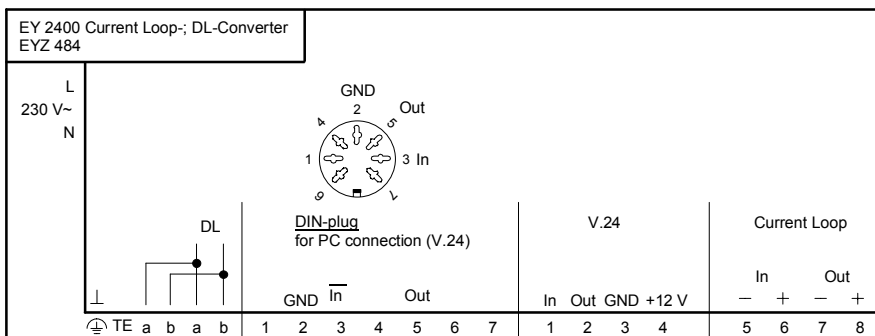 EY 2400 Current Loop-; DL-Converter
EYZ 484
L
230 V~
N
GND
2
4
5
Out
1
3 In
6
7
DL
DIN-plug
for PC connection (V.24)
V.24
Current Loop
In Out
− + − +
GND In Out
In Out GND +12 V
TE a b a b 1 2 3 4 5 6 7 1 2 3 4 5 6 7 8